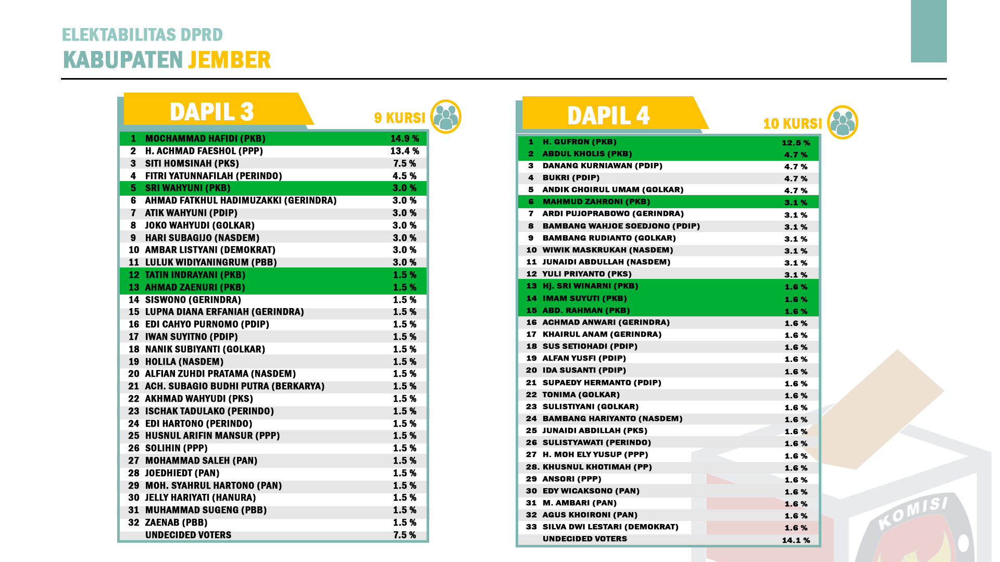 ELEKTABILITAS DPRD
KABUPATEN JEMBER
DAPIL 3
9 KURSI
1 MOCHAMMAD HAFIDI (PKB) 14.9 %
2 H. ACHMAD FAESHOL (PPP) 13.4 %
3 SITI HOMSINAH (PKS) 7.5 %
4 FITRI YATUNNAFILAH (PERINDO) 4.5 %
5 SRI WAHYUNI (PKB) 3.0 %
6 AHMAD FATKHUL HADIMUZAKKI (GERINDRA) 3.0 %
7 ATIK WAHYUNI (PDIP) 3.0 %
8 JOKO WAHYUDI (GOLKAR) 3.0 %
9 HARI SUBAGIJO (NASDEM) 3.0 %
10 AMBAR LISTYANI (DEMOKRAT) 3.0 %
11 LULUK WIDIYANINGRUM (PBB) 3.0 %
12 TATIN INDRAYANI (PKB) 1.5 %
13 AHMAD ZAENURI (PKB) 1.5 %
14 SISWONO (GERINDRA) 1.5 %
15 LUPNA DIANA ERFANIAH (GERINDRA) 1.5 %
16 EDI CAHYO PURNOMO (PDIP) 1.5 %
17 IWAN SUYITNO (PDIP) 1.5 %
18 NANIK SUBIYANTI (GOLKAR) 1.5 %
19 HOLILA (NASDEM) 1.5 %
20 ALFIAN ZUHDI PRATAMA (NASDEM) 1.5 %
21 ACH. SUBAGIO BUDHI PUTRA (BERKARYA) 1.5 %
22 AKHMAD WAHYUDI (PKS) 1.5 %
23 ISCHAK TADULAKO (PERINDO) 1.5 %
24 EDI HARTONO (PERINDO) 1.5 %
25 HUSNUL ARIFIN MANSUR (PPP) 1.5 %
26 SOLIHIN (PPP) 1.5 %
27 MOHAMMAD SALEH (PAN) 1.5 %
28 JOEDHIEDT (PAN) 1.5 %
29 MOH. SYAHRUL HARTONO (PAN) 1.5 %
30 JELLY HARIYATI (HANURA) 1.5 %
31 MUHAMMAD SUGENG (PBB) 1.5 %
32 ZAENAB (PBB) 1.5 %
UNDECIDED VOTERS 7.5 %
DAPIL 4
10 KURSI
1 H. GUFRON (PKB) 12.5 %
2 ABDUL KHOLIS (PKB) 4.7 %
3 DANANG KURNIAWAN (PDIP) 4.7 %
4 BUKRI (PDIP) 4.7 %
5 ANDIK CHOIRUL UMAM (GOLKAR) 4.7 %
6 MAHMUD ZAHRONI (PKB) 3.1 %
7 ARDI PUJOPRABOWO (GERINDRA) 3.1 %
8 BAMBANG WAHJOE SOEDJONO (PDIP) 3.1 %
9 BAMBANG RUDIANTO (GOLKAR) 3.1 %
10 WIWIK MASKRUKAH (NASDEM) 3.1 %
11 JUNAIDI ABDULLAH (NASDEM) 3.1 %
12 YULI PRIYANTO (PKS) 3.1 %
13 Hj. SRI WINARNI (PKB) 1.6 %
14 IMAM SUYUTI (PKB) 1.6 %
15 ABD. RAHMAN (PKB) 1.6 %
16 ACHMAD ANWARI (GERINDRA) 1.6 %
17 KHAIRUL ANAM (GERINDRA) 1.6 %
18 SUS SETIOHADI (PDIP) 1.6 %
19 ALFAN YUSFI (PDIP) 1.6 %
20 IDA SUSANTI (PDIP) 1.6 %
21 SUPAEDY HERMANTO (PDIP) 1.6 %
22 TONIMA (GOLKAR) 1.6 %
23 SULISTIYANI (GOLKAR) 1.6 %
24 BAMBANG HARIYANTO (NASDEM) 1.6 %
25 JUNAIDI ABDILLAH (PKS) 1.6 %
26 SULISTYAWATI (PERINDO) 1.6 %
27 H. MOH ELY YUSUP (PPP) 1.6 %
28. KHUSNUL KHOTIMAH (PP) 1.6 %
29 ANSORI (PPP) 1.6 %
30 EDY WICAKSONO (PAN) 1.6 %
31 M. AMBARI (PAN) 1.6 %
32 AGUS KHOIRONI (PAN) 1.6 %
33 SILVA DWI LESTARI (DEMOKRAT) 1.6 %
UNDECIDED VOTERS 14.1 %
KOMISI